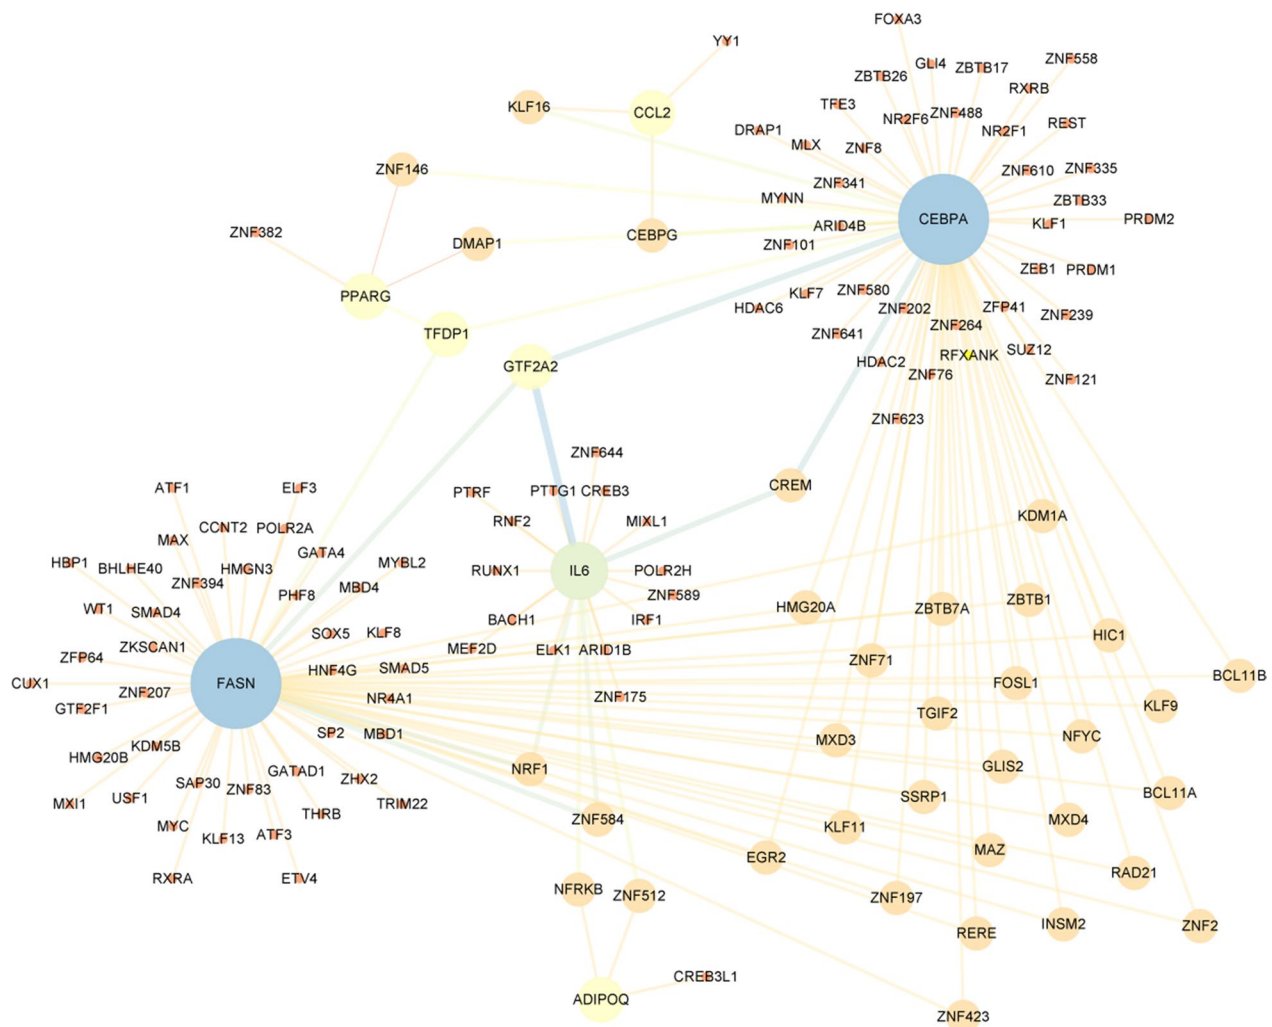 FOXA3
YY1
GLI4
ZBTB17
ZNF558
ZBTB26
RXRB
KLF16
CCL2
TFE3
NR2F6
ZNF488
NR2F1
REST
DRAP1
MLX
ZNF8
ZNF146
ZNF610
ZNF335
ZNF341
MYNN
ZBTB33
CEBPA
PRDM2
KLF1
ARID4B
ZNF382
DMAP1
CEBPG
ZNF101
ZEB1
PRDM1
PPARG
KLF7
ZNF580
HDAC6
ZNF202
ZFP41
ZNF239
TFDP1
ZNF641
ZNF264
GTF2A2
HDAC2
RFXANK
SUZ12
ZNF76
ZNF121
ZNF623
ZNF644
CREM
ATF1
ELF3
PTRF
PTTG1
CREB3
KDM1A
CCNT2
POLR2A
RNF2
MIXL1
MAX
GATA4
HBP1
BHLHE40
HMGN3
MYBL2
RUNX1
IL6
POLR2H
ZNF394
PHF8
MBD4
ZNF589
WT1
SMAD4
HMG20A
ZBTB7A
ZBTB1
BACH1
IRF1
SOX5
KLF8
HIC1
ZKSCAN1
MEF2D
ELK1
ARID1B
ZFP64
ZNF71
HNF4G
SMAD5
CUX1
FASN
FOSL1
BCL11B
ZNF207
NR4A1
ZNF175
GTF2F1
TGIF2
KLF9
SP2
MBD1
MXD3
NFYC
KDM5B
HMG20B
GATAD1
NRF1
GLIS2
SAP30
ZNF83
ZHX2
MXI1
USF1
TRIM22
SSRP1
BCL11A
THRB
ZNF584
MXD4
MYC
KLF13
ATF3
KLF11
EGR2
MAZ
RXRA
ETV4
RAD21
NFRKB
ZNF512
ZNF197
INSM2
ZNF2
RERE
CREB3L1
ADIPOQ
ZNF423